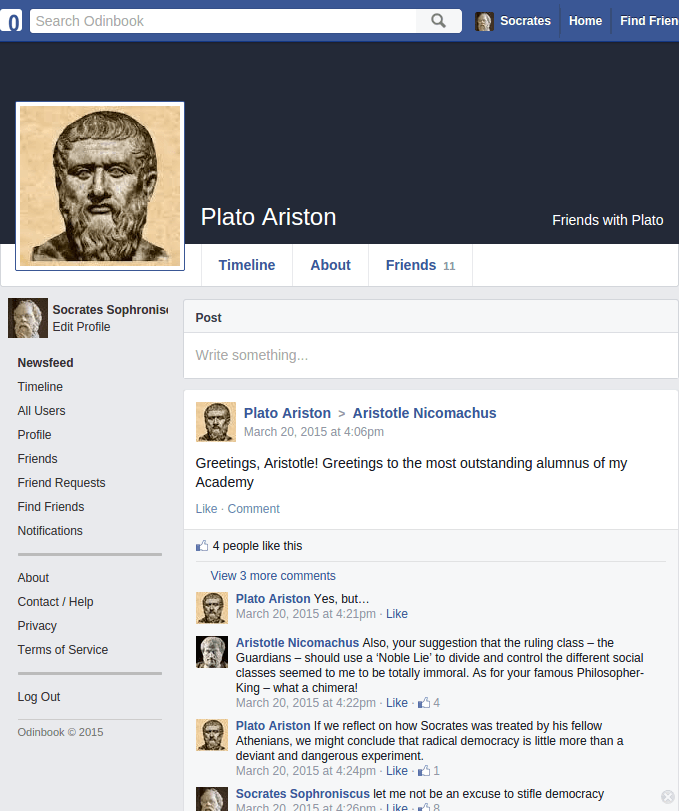 0
Search Odinbook
Socrates
Home
Find Frien
Plato Ariston
Friends with Plato
Timeline
About
Friends 11
Socrates Sophronis
Edit Profile
Newsfeed
Timeline
All Users
Profile
Friends
Friend Requests
Find Friends
Notifications
About
Contact / Help
Privacy
Terms of Service
Log Out
Odinbook © 2015
Post
Write something...
Plato Ariston > Aristotle Nicomachus
March 20, 2015 at 4:06pm
Greetings, Aristotle! Greetings to the most outstanding alumnus of my
Academy
Like · Comment
4 people like this
View 3 more comments
Plato Ariston Yes, but…
March 20, 2015 at 4:21pm · Like
Aristotle Nicomachus Also, your suggestion that the ruling class – the
Guardians – should use a ‘Noble Lie’ to divide and control the different social
classes seemed to me to be totally immoral. As for your famous Philosopher-
King – what a chimera!
March 20, 2015 at 4:22pm · Like · 4
Plato Ariston If we reflect on how Socrates was treated by his fellow
Athenians, we might conclude that radical democracy is little more than a
deviant and dangerous experiment.
March 20, 2015 at 4:24pm · Like · 1
Socrates Sophroniscus let me not be an excuse to stifle democracy
March 20, 2015 at 4:26pm · Like · 8